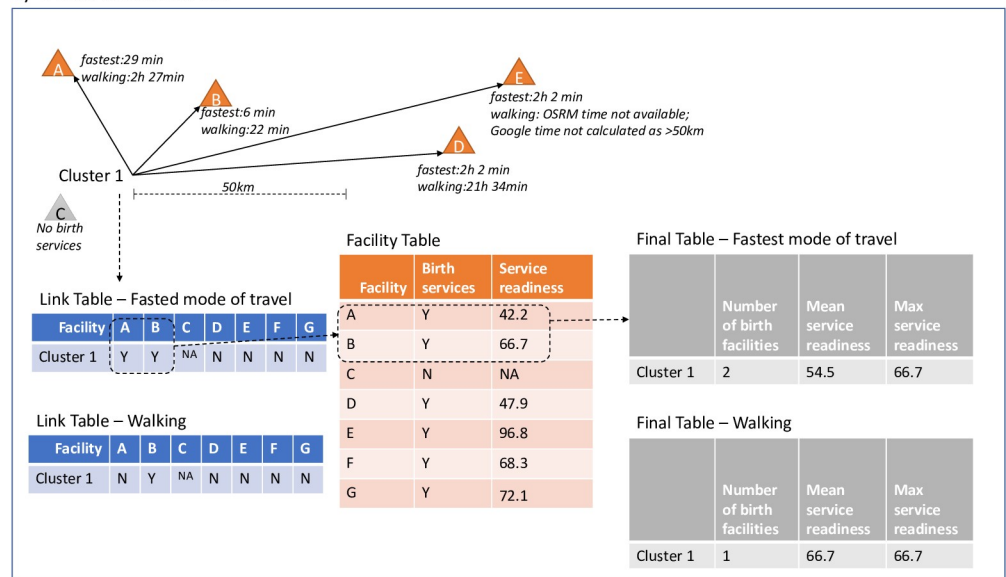 A
fastest:29 min
walking:2h 27min
B
fastest:6 min
walking:22 min
E
fastest:2h 2 min
walking: OSRM time not available;
Google time not calculated as >50km
D
fastest:2h 2 min
walking:21h 34min
Cluster 1
50km
C
No birth
services
Link Table – Fasted mode of travel
Facility A B C D E F G
Cluster 1 Y Y NA N N N N
Link Table – Walking
Facility A B C D E F G
Cluster 1 N Y NA N N N N
Facility Table
Facility Birth services Service readiness
A Y 42.2
B Y 66.7
C N NA
D Y 47.9
E Y 96.8
F Y 68.3
G Y 72.1
Final Table – Fastest mode of travel
Number of birth facilities Mean service readiness Max service readiness
Cluster 1 2 54.5 66.7
Final Table – Walking
Number of birth facilities Mean service readiness Max service readiness
Cluster 1 1 66.7 66.7